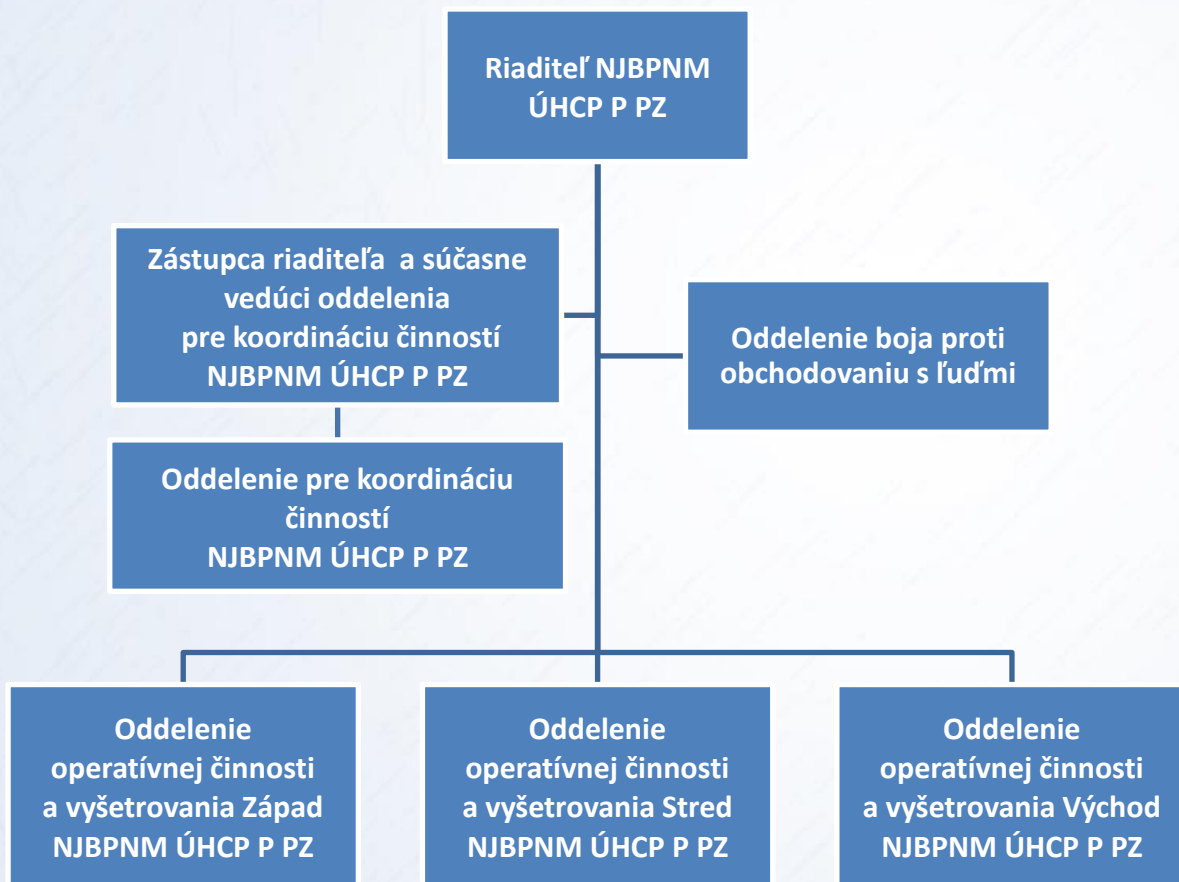 Riaditeľ NJBPNM
ÚHCP P PZ
Zástupca riaditeľa a súčasne
vedúci oddelenia
pre koordináciu činností
NJBPNM ÚHCP P PZ
Oddelenie boja proti
obchodovaniu s ľuďmi
Oddelenie pre koordináciu
činností
NJBPNM ÚHCP P PZ
Oddelenie
operatívnej činnosti
a vyšetrovania Západ
NJBPNM ÚHCP P PZ
Oddelenie
operatívnej činnosti
a vyšetrovania Stred
NJBPNM ÚHCP P PZ
Oddelenie
operatívnej činnosti
a vyšetrovania Východ
NJBPNM ÚHCP P PZ